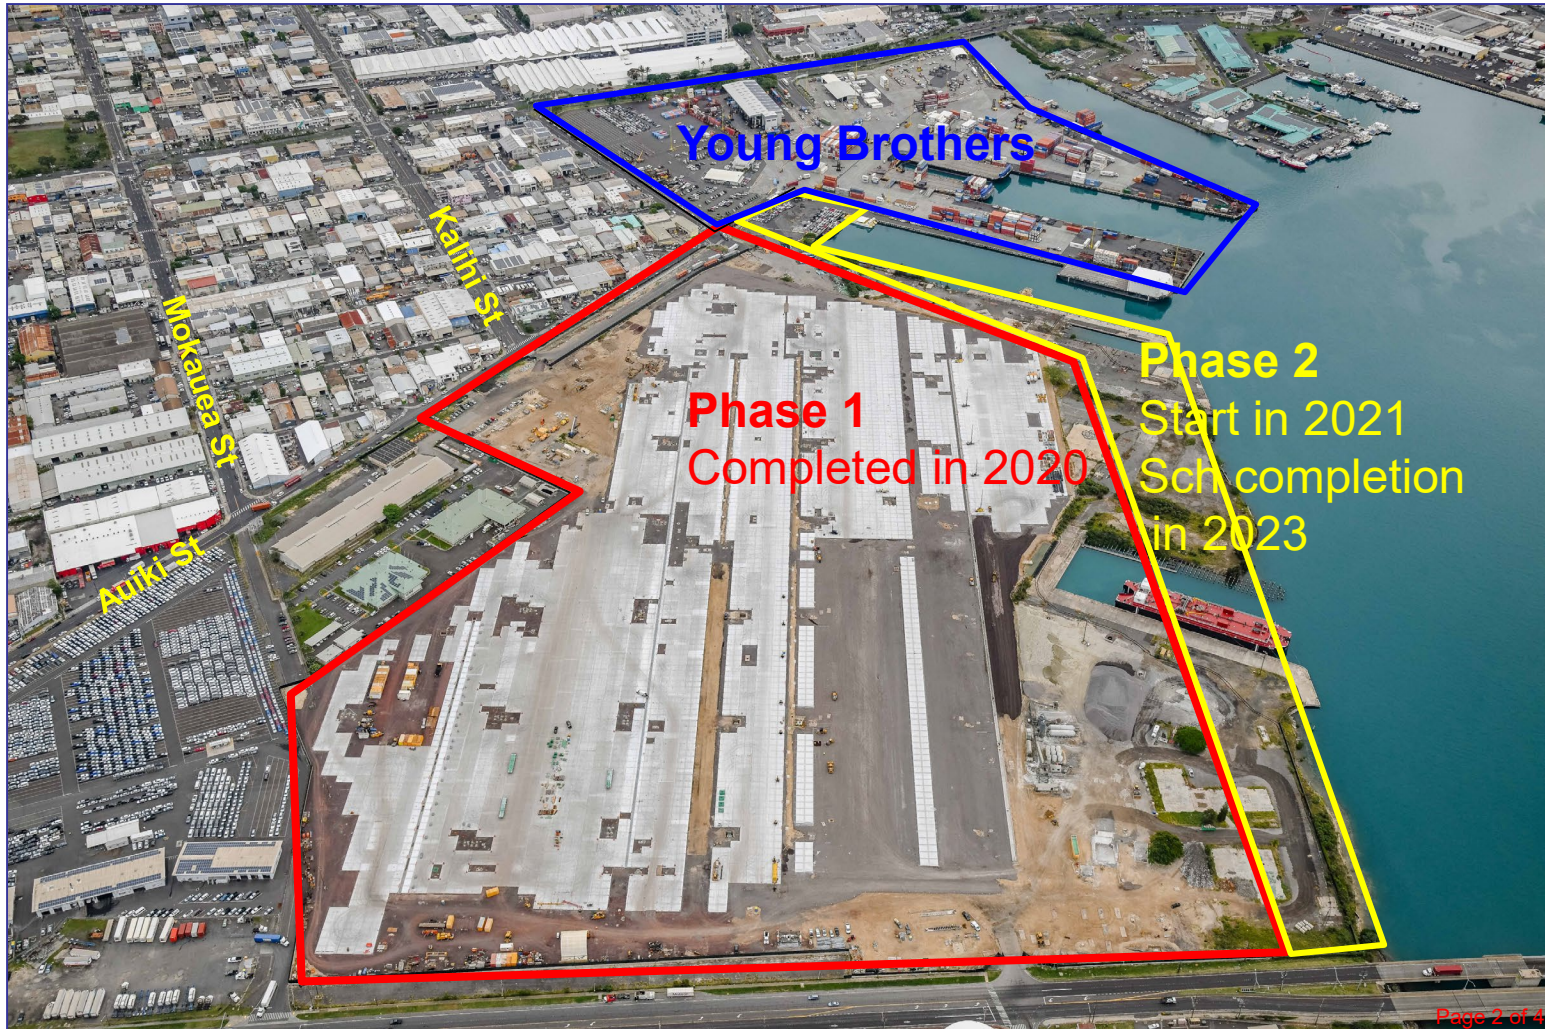 Young Brothers
Kalihi St
Mokauea St
Phase 2
Start in 2021
Sch completion
in 2023
Phase 1
Completed in 2020
Auiki St
Page 2 of 4